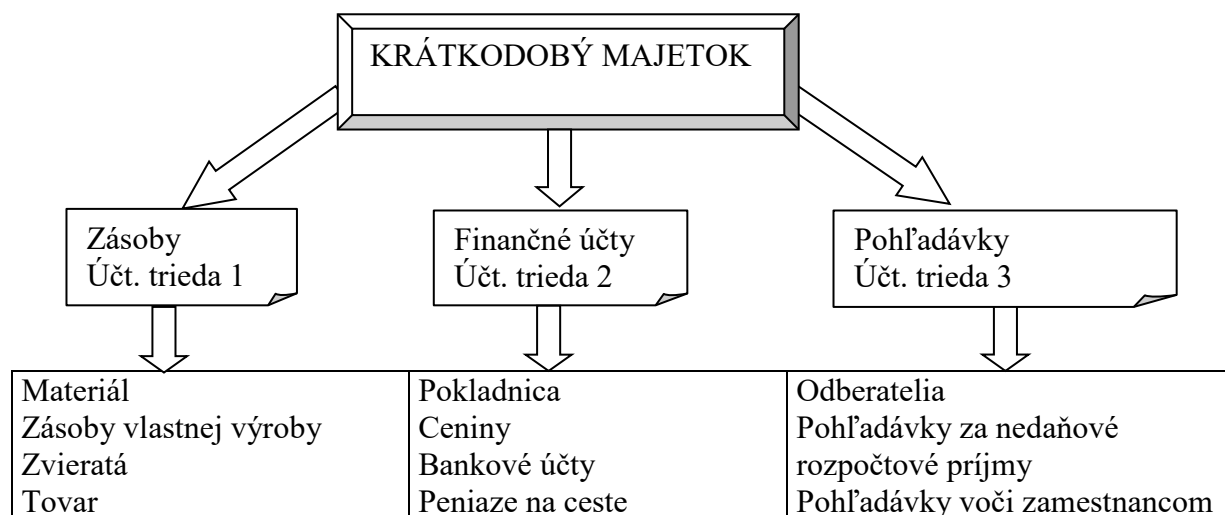 KRÁTKODOBÝ MAJETOK
Zásoby
Účt. trieda 1
Finančné účty
Účt. trieda 2
Pohľadávky
Účt. trieda 3
Materiál
Zásoby vlastnej výroby
Zvieratá
Tovar
Pokladnica
Ceniny
Bankové účty
Peniaze na ceste
Odberatelia
Pohľadávky za nedaňové
rozpočtové príjmy
Pohľadávky voči zamestnancom